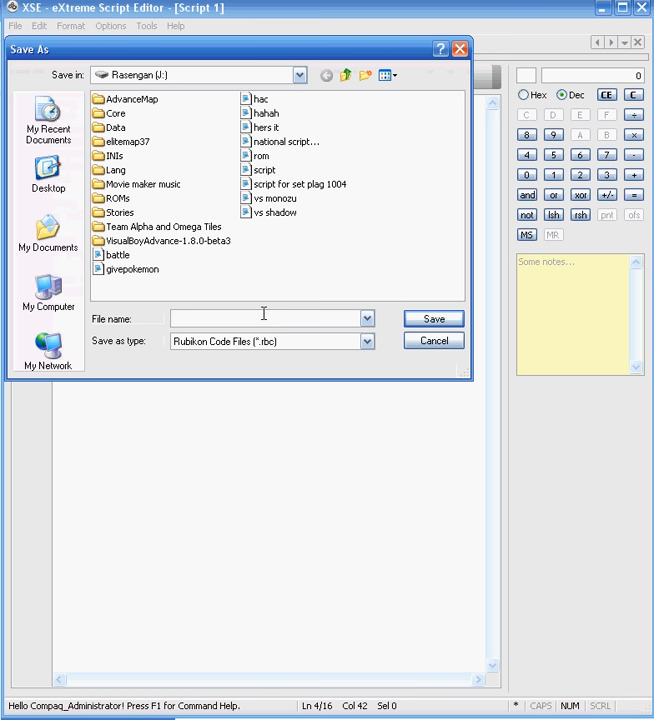 XSE - eXtreme Script Editor - [Script 1]
File Edit Format Options Tools Help
Save As
Save in: Rasengan (J:)
My Recent Documents
Desktop
My Documents
My Computer
My Network
AdvanceMap
Core
Data
elitemap37
INIs
Lang
Movie maker music
ROMs
Stories
Team Alpha and Omega Tiles
VisualBoyAdvance-1.8.0-beta3
battle
givepokemon
hac
hahah
hers it
national script...
rom
script
script for set plag 1004
vs monozu
vs shadow
File name:
Save
Save as type: Rubikon Code Files (*.rbc)
Cancel
0
Hex Dec CE C
C D E F ÷
8 9 A B ×
4 5 6 7 -
0 1 2 3 +
and or xor +/- =
not lsh rsh pnt ofs
MS MR
Some notes...
Hello Compaq_Administrator! Press F1 for Command Help.
Ln 4/16 Col 42 Sel 0
* CAPS NUM SCRL